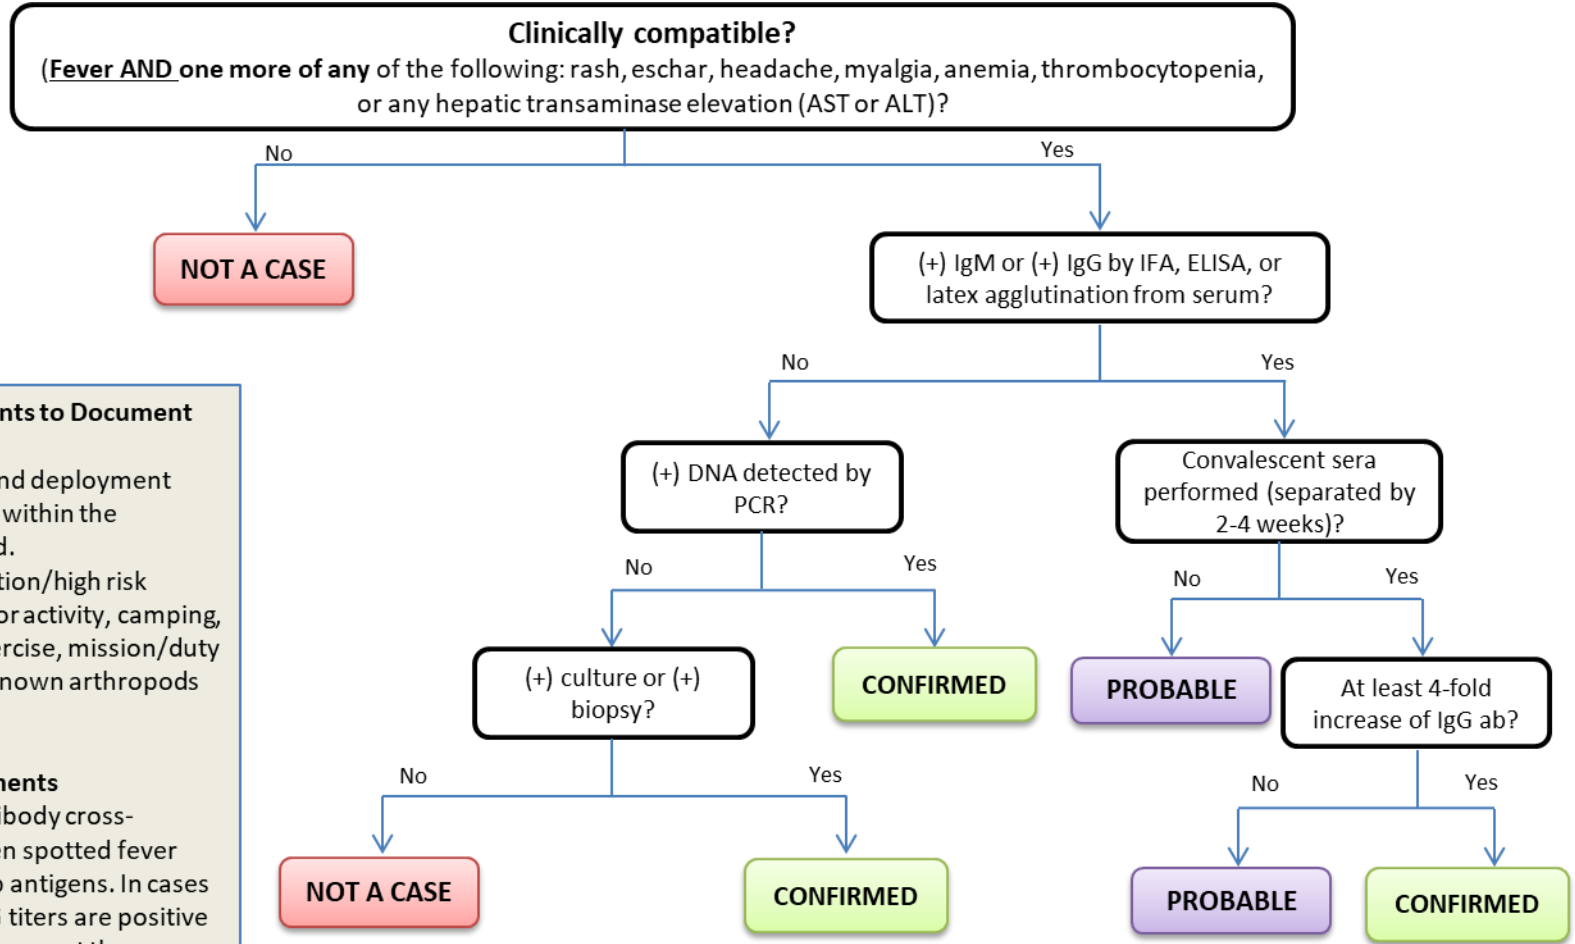 Clinically compatible?
(Fever AND one more of any of the following: rash, eschar, headache, myalgia, anemia, thrombocytopenia,
or any hepatic transaminase elevation (AST or ALT)?
No
Yes
NOT A CASE
(+) IgM or (+) IgG by IFA, ELISA, or
latex agglutination from serum?
No
Yes
(+) DNA detected by
PCR?
Convalescent sera
performed (separated by
2-4 weeks)?
No
Yes
No
Yes
(+) culture or (+)
biopsy?
CONFIRMED
PROBABLE
At least 4-fold
increase of IgG ab?
No
Yes
No
Yes
NOT A CASE
CONFIRMED
PROBABLE
CONFIRMED
nts to Document
nd deployment
within the
d.
tion/high risk
or activity, camping,
ercise, mission/duty
nown arthropods
nents
ibody cross-
en spotted fever
o antigens. In cases
G titers are positive